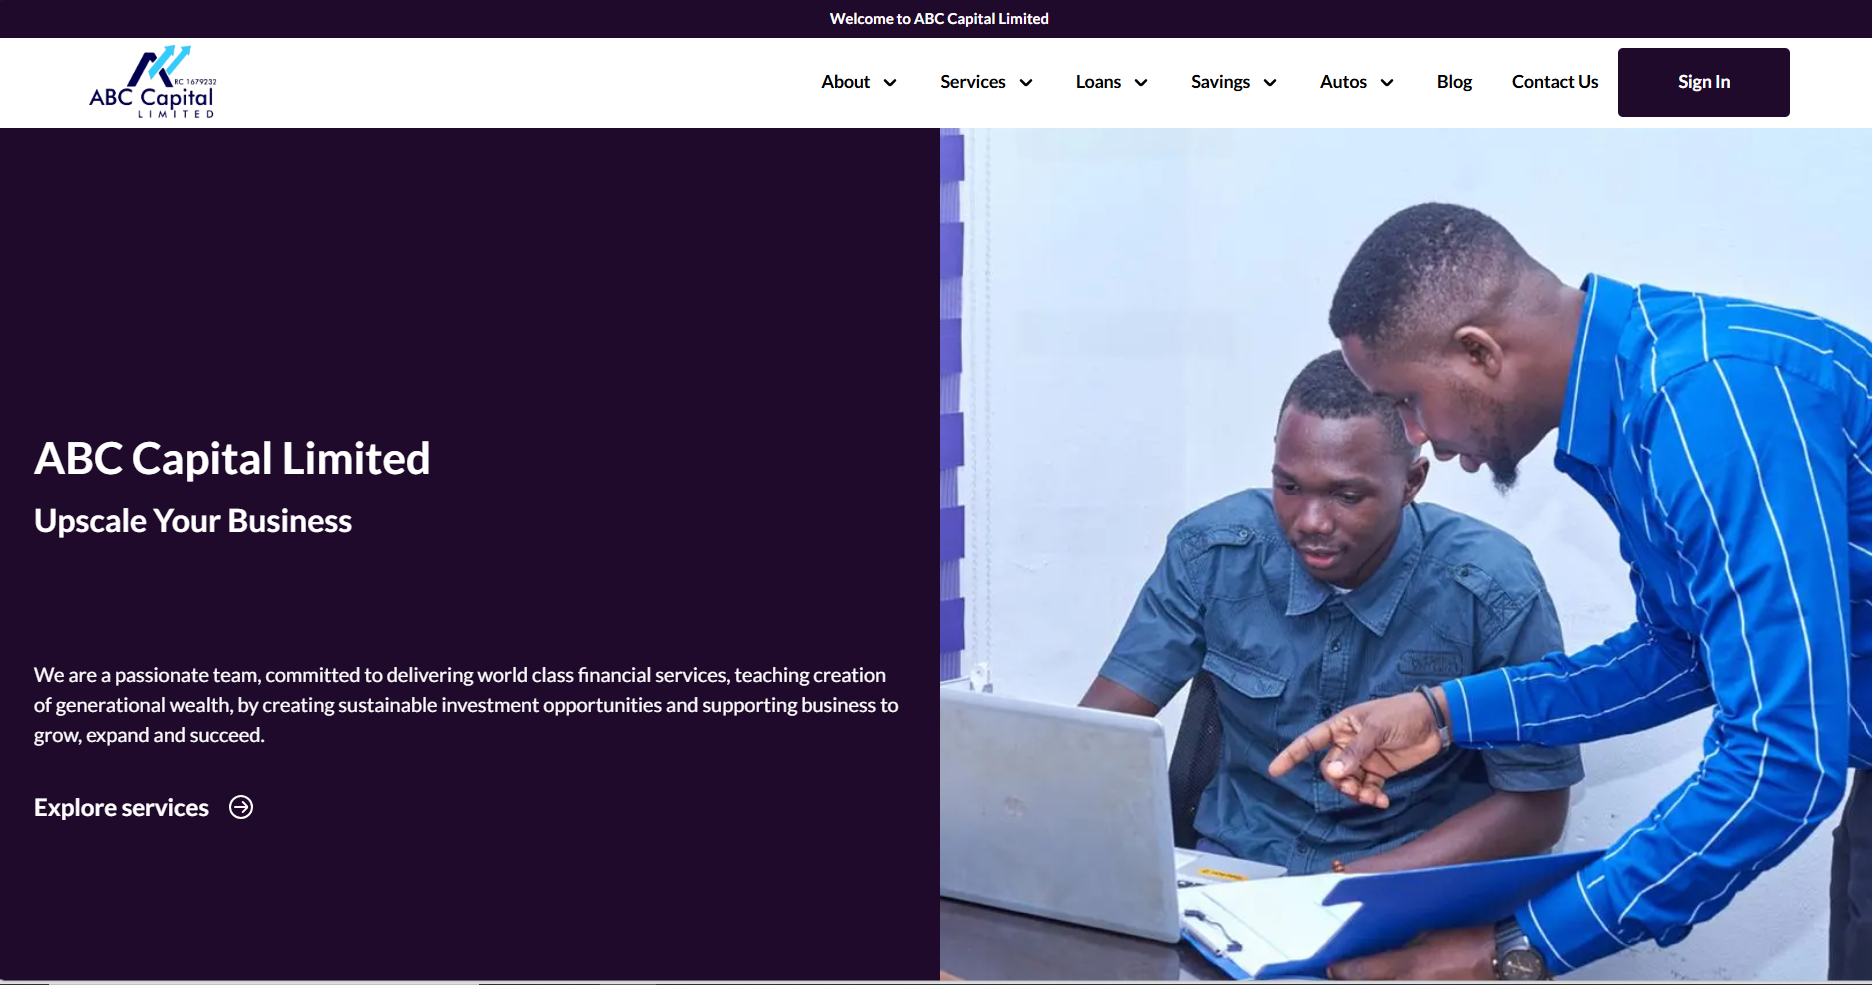 Welcome to ABC Capital Limited
RC 1679232
ABC Capital
LIMITED
About
Services
Loans
Savings
Autos
Blog
Contact Us
Sign In
ABC Capital Limited
Upscale Your Business
We are a passionate team, committed to delivering world class financial services, teaching creation
of generational wealth, by creating sustainable investment opportunities and supporting business to
grow, expand and succeed.
Explore services